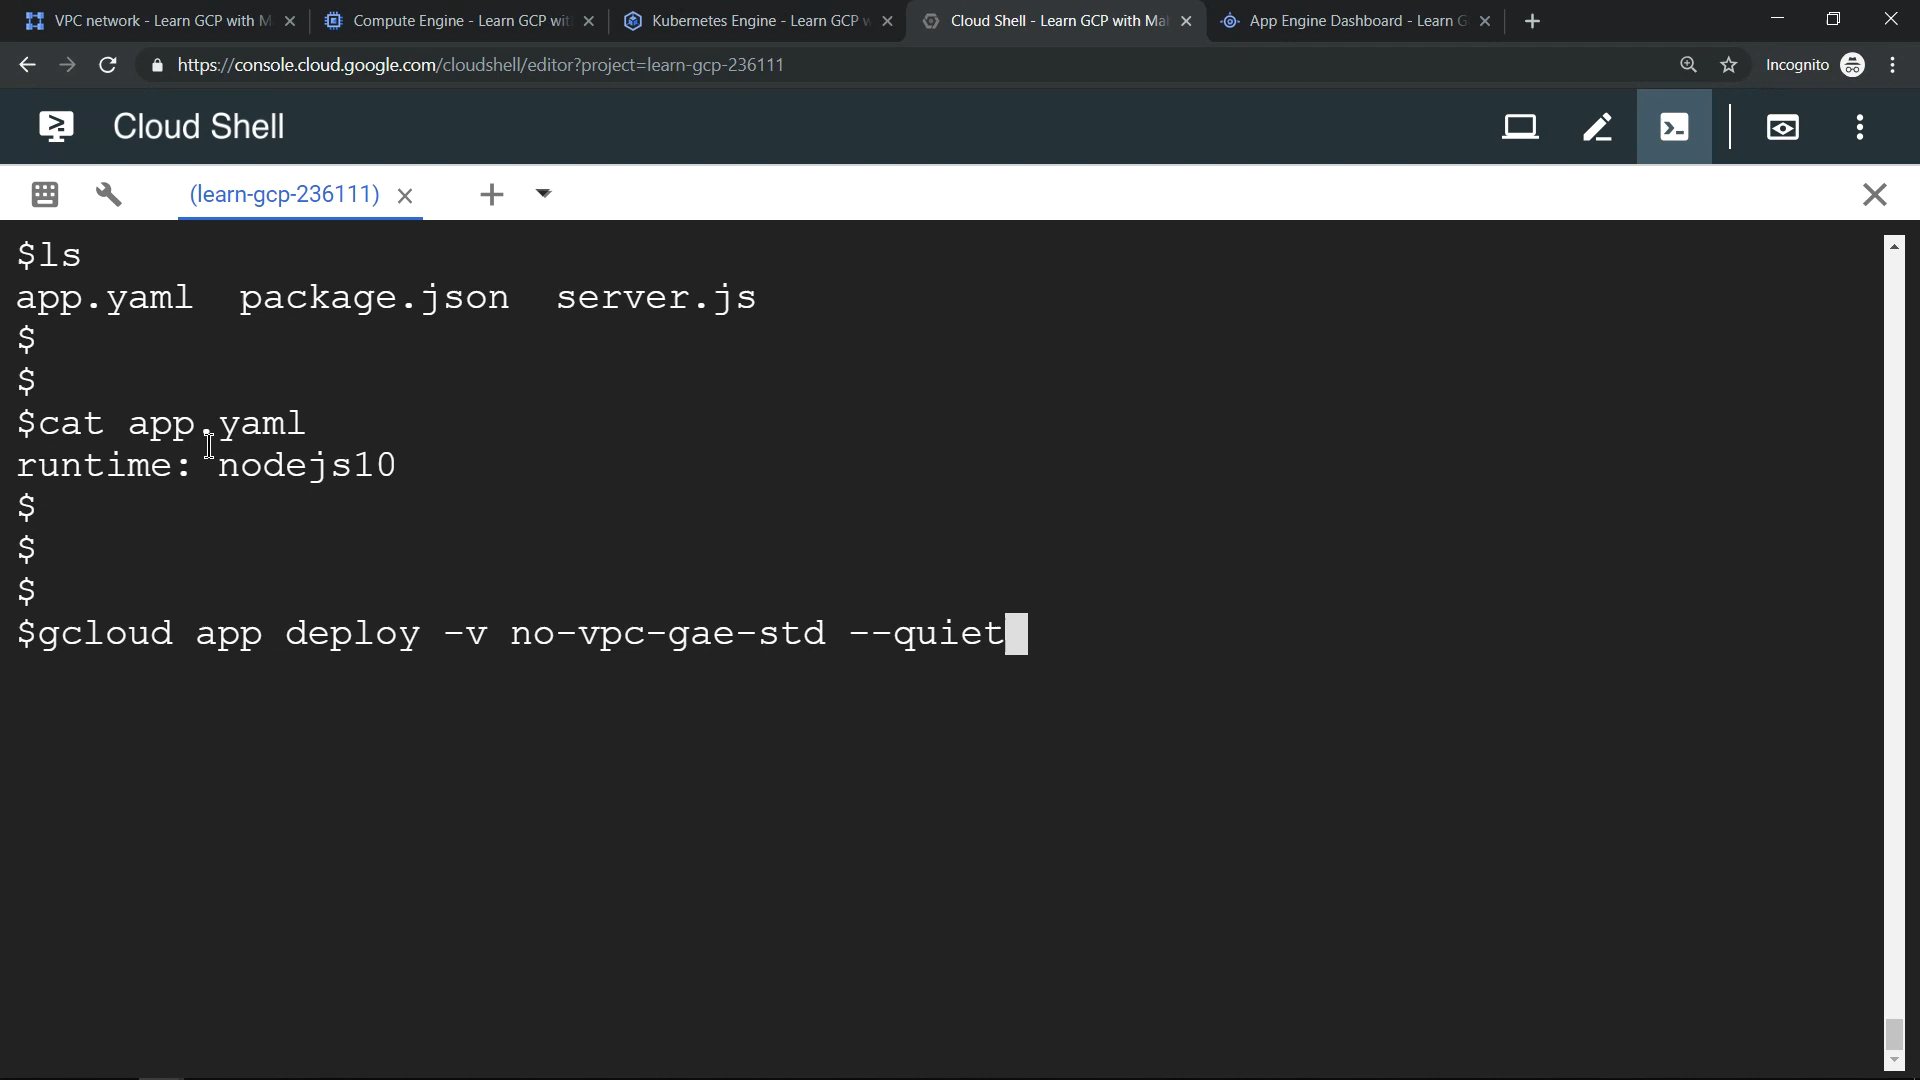 VPC network - Learn GCP with M
Compute Engine - Learn GCP wit
Kubernetes Engine - Learn GCP w
Cloud Shell - Learn GCP with Mal
App Engine Dashboard - Learn G
https://console.cloud.google.com/cloudshell/editor?project=learn-gcp-236111
Incognito
Cloud Shell
(learn-gcp-236111)
$ls
app.yaml package.json server.js
$
$
$cat app.yaml
runtime: nodejs10
$
$
$
$gcloud app deploy -v no-vpc-gae-std --quiet